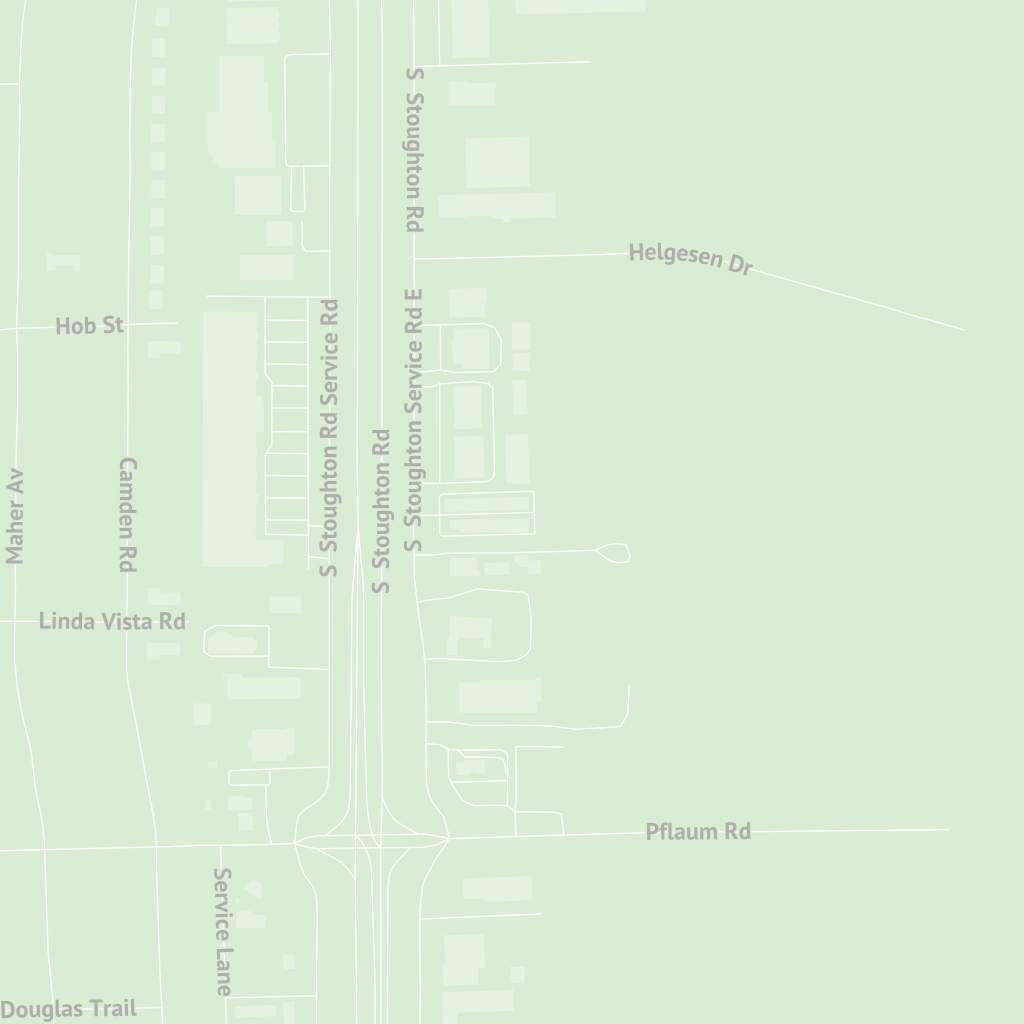 S Stoughton Rd
Helgesen Dr
Hob St
S Stoughton Rd Service Rd
S Stoughton Service Rd E
S Stoughton Rd
Maher Av
Camden Rd
Linda Vista Rd
Pflaum Rd
Service Lane
Douglas Trail